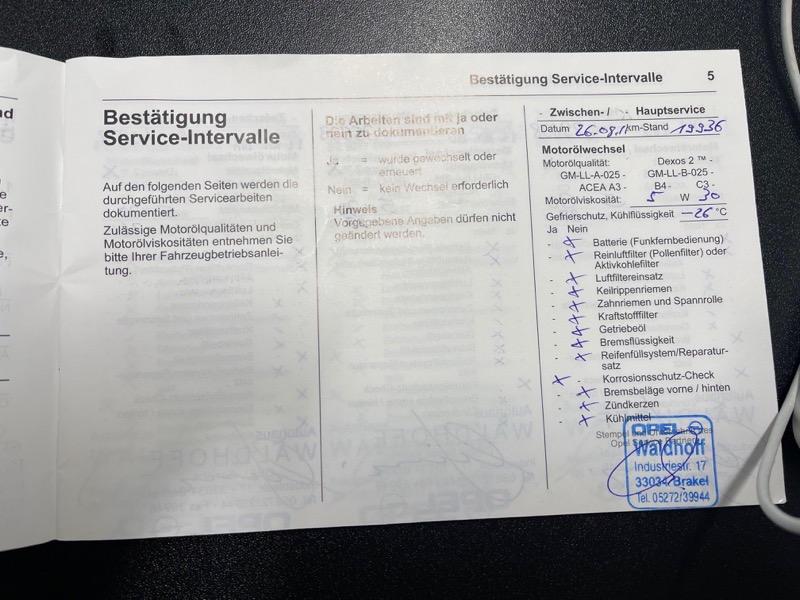 Bestätigung Service-Intervalle 5
Bestätigung
Service-Intervalle
Auf den folgenden Seiten werden die
durchgeführten Servicearbeiten
dokumentiert.
Zulässige Motorölqualitäten und
Motorölviskositäten entnehmen Sie
bitte Ihrer Fahrzeugbetriebsanlei-
tung.
Die Arbeiten sind mit ja oder
nein zu dokumentieren
Ja = wurde gewechselt oder
erneuert
Nein = kein Wechsel erforderlich
Hinweis
Vorgegebene Angaben dürfen nicht
geändert werden.
- Zwischen- / - Hauptservice
Datum 26.09.1 km-Stand 19936
Motorölwechsel
Motorölqualität: Dexos 2 ™ -
GM-LL-A-025 - GM-LL-B-025 -
ACEA A3 - B4 - C3 -
Motorölviskosität: 5 W 30
Gefrierschutz, Kühlflüssigkeit -26 °C
Ja Nein
- x Batterie (Funkfernbedienung)
- x Reinluftfilter (Pollenfilter) oder
Aktivkohlefilter
- x Luftfiltereinsatz
- x Keilrippenriemen
- x Zahnriemen und Spannrolle
- x Kraftstofffilter
- x Getriebeöl
- x Bremsflüssigkeit
- x Reifenfüllsystem/Reparatur-
satz
x - Korrosionsschutz-Check
- x Bremsbeläge vorne / hinten
- x Zündkerzen
- x Kühlmittel
Stempel und
Opel Service Partner
OPEL
Waldhoff
Industriestr. 17
33034 Brakel
Tel. 05272/39944